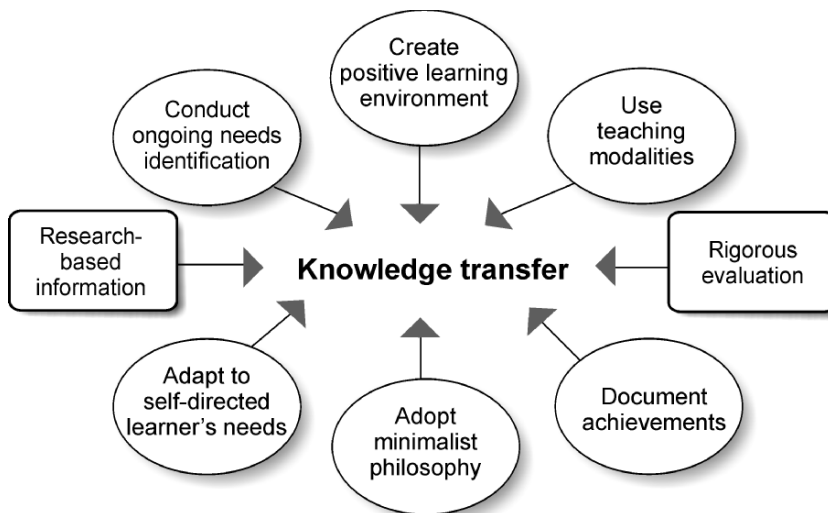 Create
positive learning
environment
Conduct
ongoing needs
identification
Use
teaching
modalities
Research-
based
information
Knowledge transfer
Rigorous
evaluation
Adapt to
self-directed
learner's needs
Adopt
minimalist
philosophy
Document
achievements